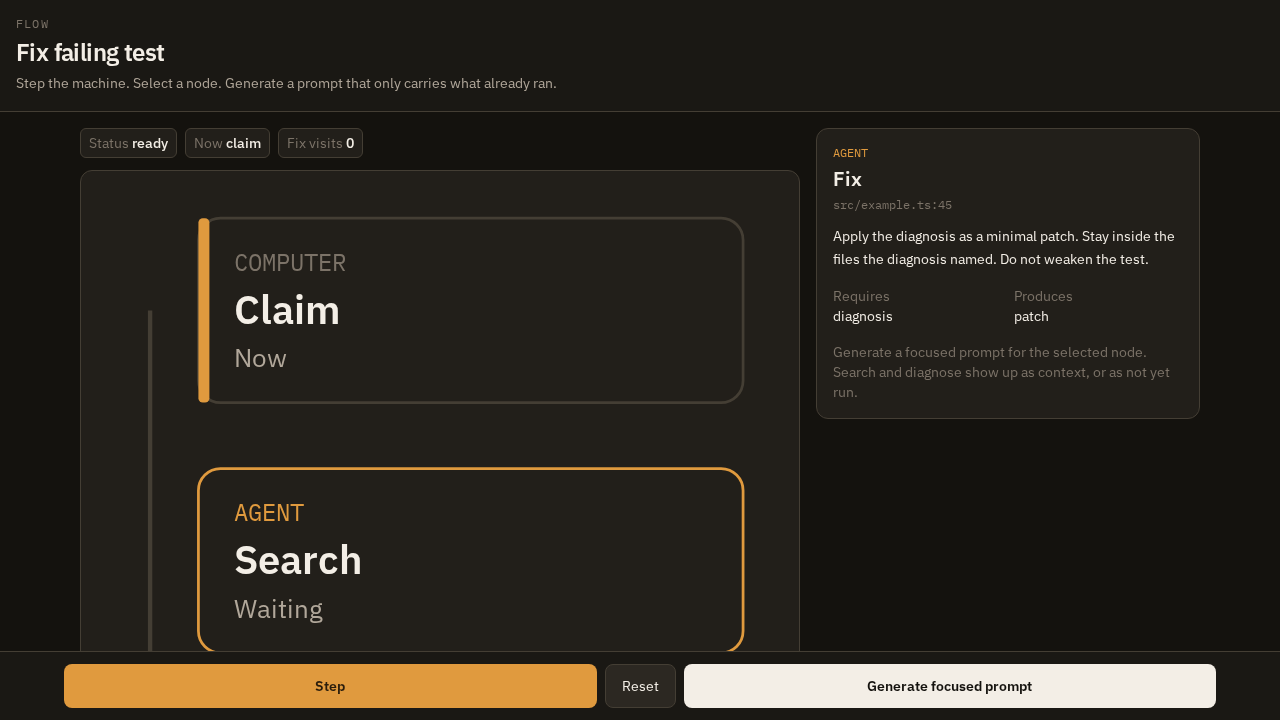 FLOW
Fix failing test
Step the machine. Select a node. Generate a prompt that only carries what already ran.
Status ready
Now claim
Fix visits 0
COMPUTER
Claim
Now
AGENT
Search
Waiting
AGENT
Fix
src/example.ts:45
Apply the diagnosis as a minimal patch. Stay inside the
files the diagnosis named. Do not weaken the test.
Requires
diagnosis
Produces
patch
Generate a focused prompt for the selected node.
Search and diagnose show up as context, or as not yet
run.
Step
Reset
Generate focused prompt